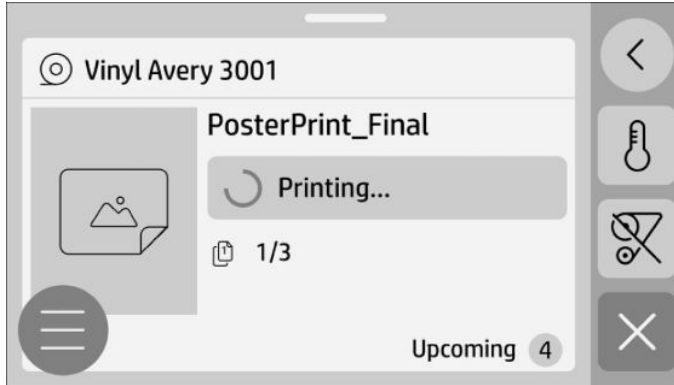 Vinyl Avery 3001
PosterPrint_Final
Printing...
1/3
Upcoming 4